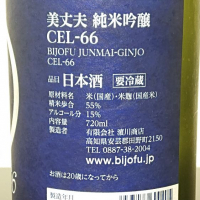 美丈夫 純米吟醸
CEL-66
BIJOFU JUNMAI-GINJO
CEL-66
品目 日本酒 要冷蔵
原材料名 米(国産)・米麹(国産米)
精米歩合 55%
アルコール分 15%
内容量 720ml
製造者 有限会社 濵川商店
高知県安芸郡田野町2150
TEL 0887-38-2004
www.bijofu.jp
お酒は20歳になってから
製造年月